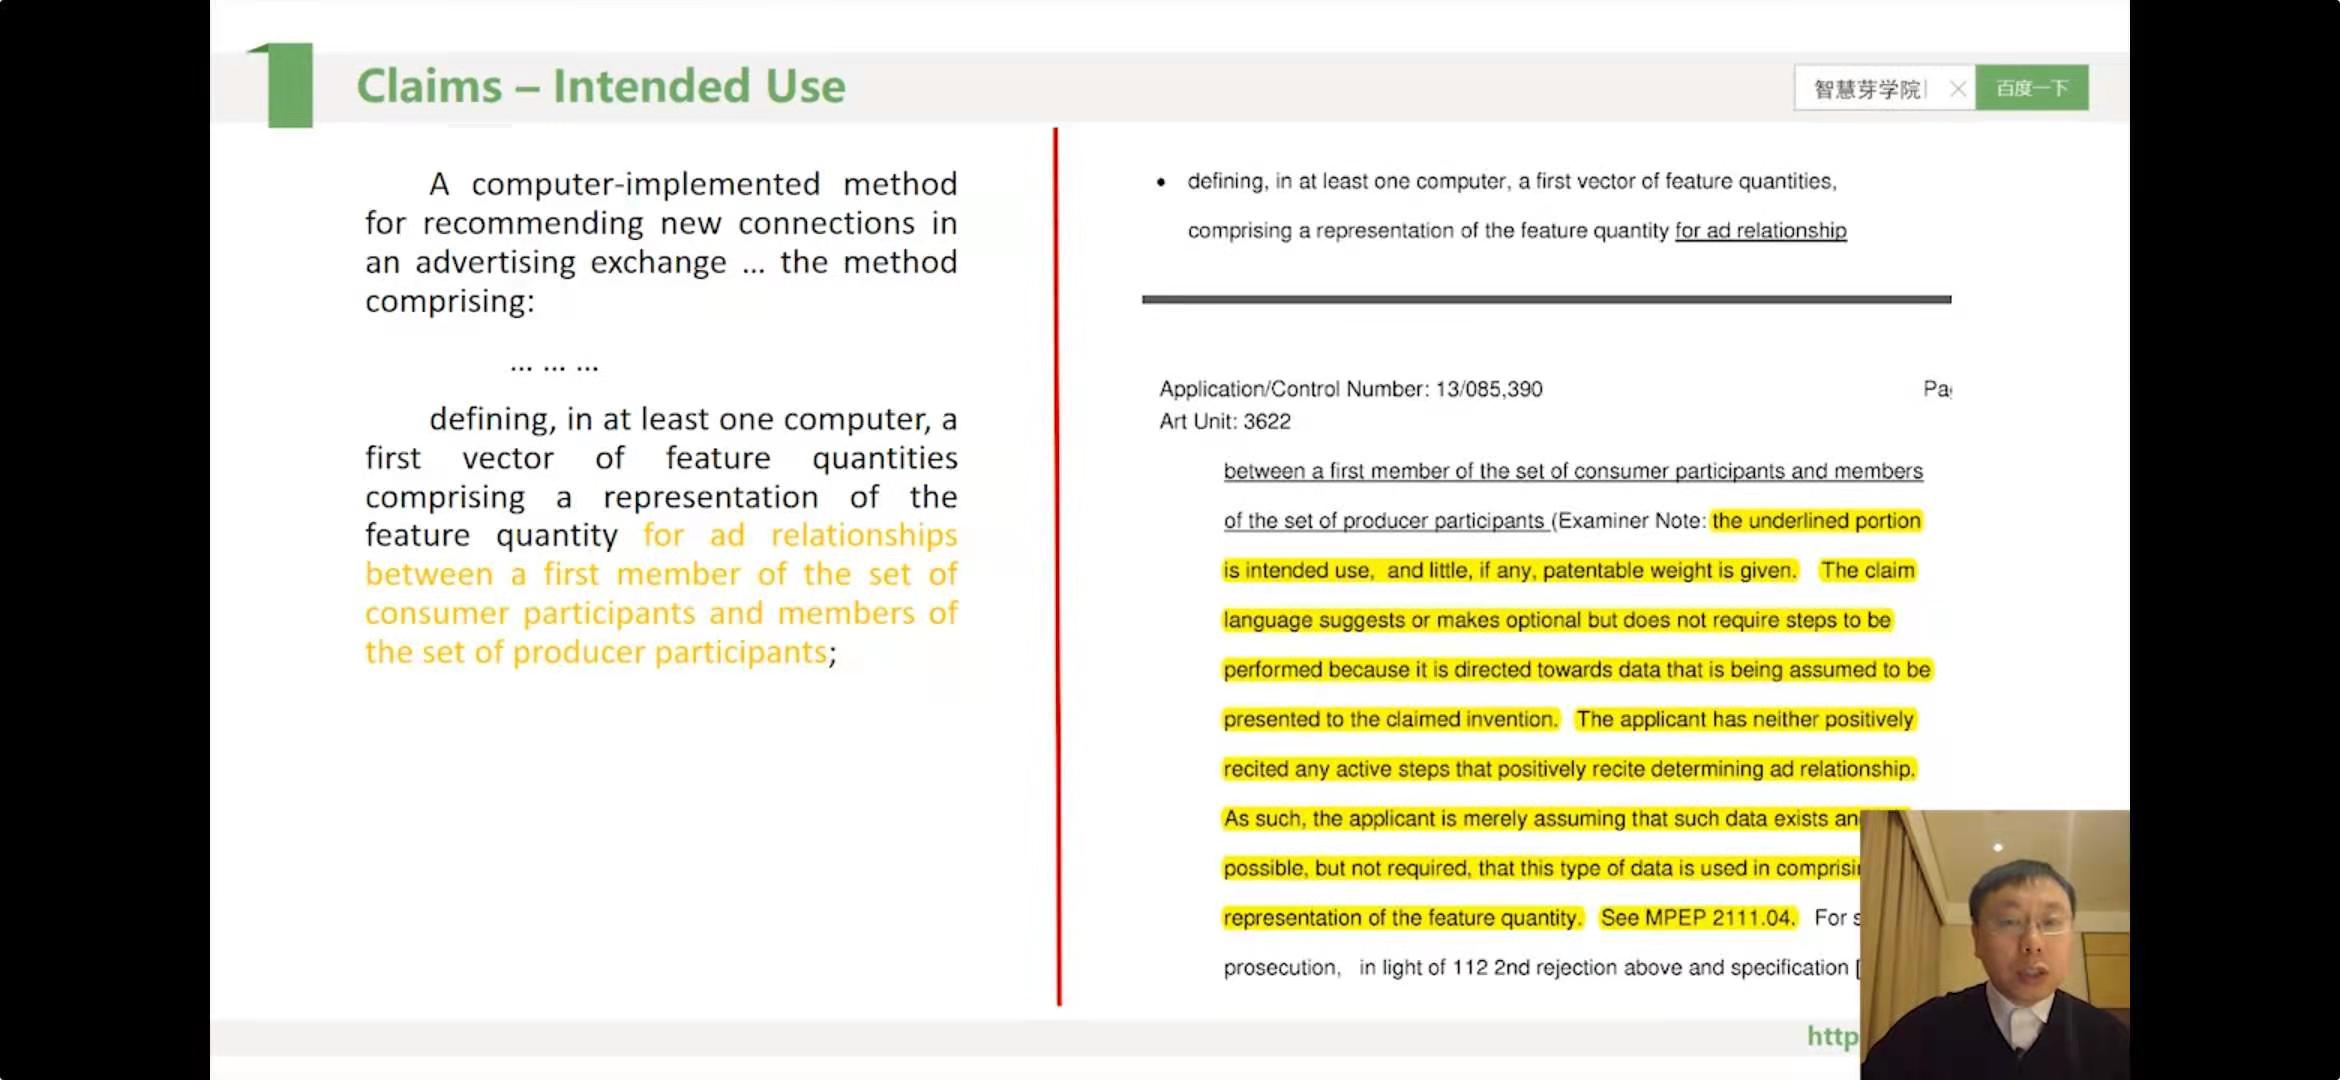 1
Claims – Intended Use
智慧芽学院
百度一下
A computer-implemented method
for recommending new connections in
an advertising exchange ... the method
comprising:
... ... ...
defining, in at least one computer, a
first vector of feature quantities
comprising a representation of the
feature quantity for ad relationships
between a first member of the set of
consumer participants and members of
the set of producer participants;
• defining, in at least one computer, a first vector of feature quantities,
comprising a representation of the feature quantity for ad relationship
Application/Control Number: 13/085,390
Art Unit: 3622
between a first member of the set of consumer participants and members
of the set of producer participants (Examiner Note: the underlined portion
is intended use, and little, if any, patentable weight is given. The claim
language suggests or makes optional but does not require steps to be
performed because it is directed towards data that is being assumed to be
presented to the claimed invention. The applicant has neither positively
recited any active steps that positively recite determining ad relationship.
As such, the applicant is merely assuming that such data exists
possible, but not required, that this type of data is used in
representation of the feature quantity. See MPEP 2111.04. For
prosecution, in light of 112 2nd rejection above and specification [
http